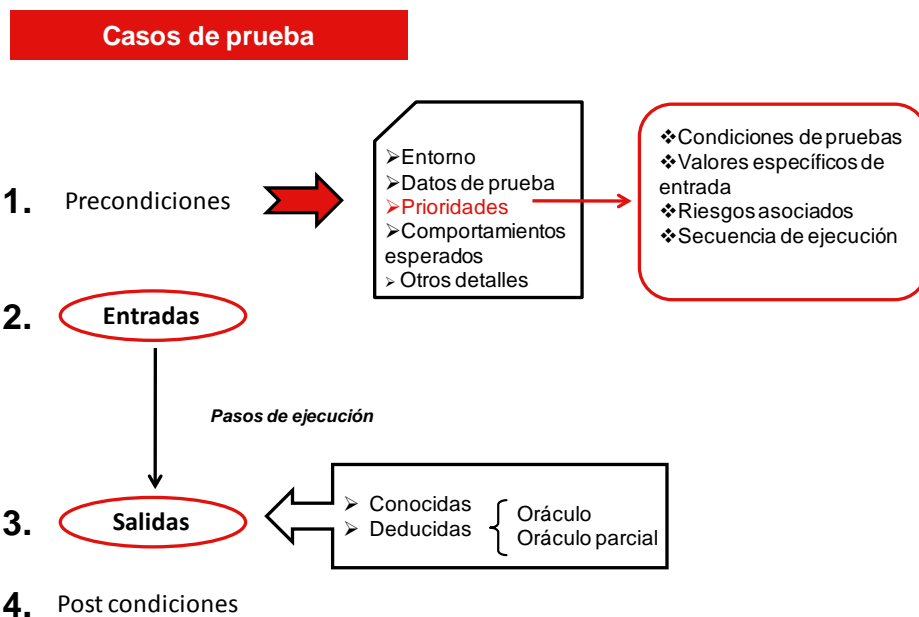 Casos de prueba
1. Precondiciones
➢Entorno
➢Datos de prueba
➢Prioridades
➢Comportamientos
esperados
➢ Otros detalles
❖Condiciones de pruebas
❖Valores específicos de
entrada
❖Riesgos asociados
❖Secuencia de ejecución
2. Entradas
Pasos de ejecución
3. Salidas
➢ Conocidas
➢ Deducidas
Oráculo
Oráculo parcial
4. Post condiciones